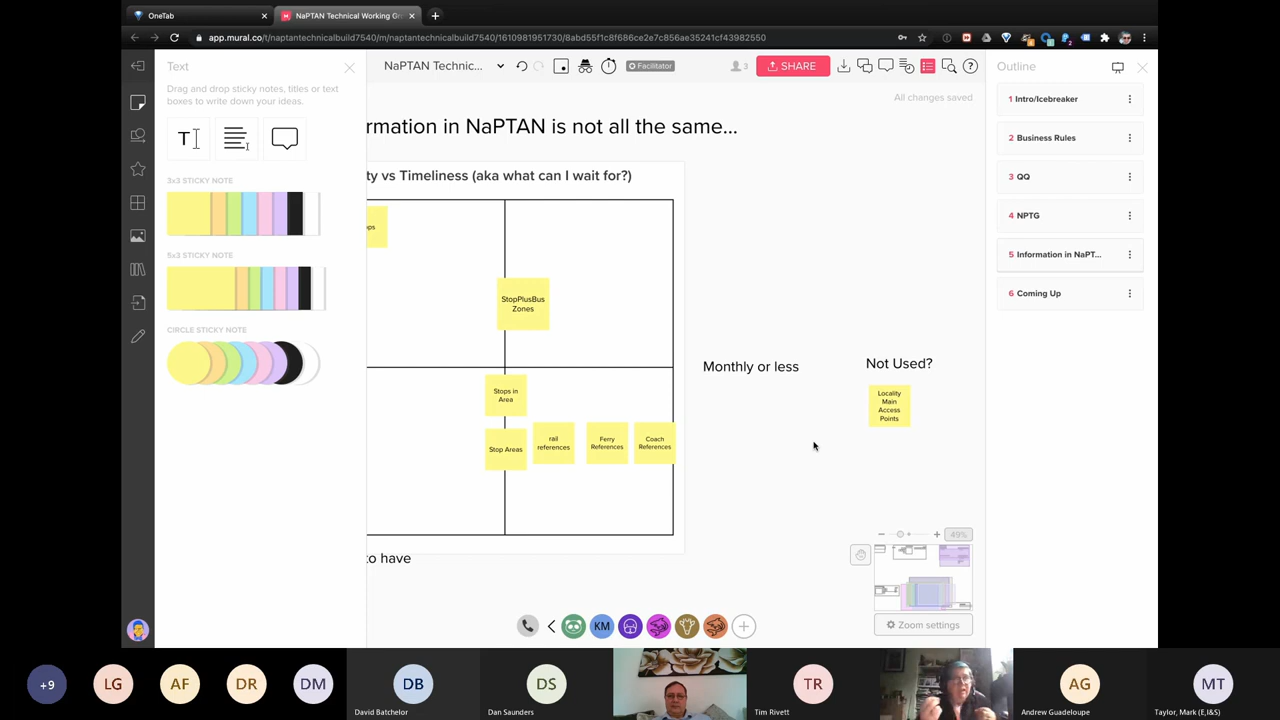 OneTab
NaPTAN Technical Working Gr
app.mural.co/t/naptantechnicalbuild7540/m/naptantechnicalbuild7540/1610981951730/8abd55f1c8f686ce2e7c856ae35241cf43982550
Text
Drag and drop sticky notes, titles or text
boxes to write down your ideas.
T
3x3 STICKY NOTE
5x3 STICKY NOTE
CIRCLE STICKY NOTE
NaPTAN Technic...
Facilitator
3
SHARE
All changes saved
rmation in NaPTAN is not all the same...
ty vs Timeliness (aka what can I wait for?)
ops
StopPlusBus
Zones
Stops in
Area
Stop Areas
rail
references
Ferry
References
Coach
References
Monthly or less
Not Used?
Locality
Main
Access
Points
to have
49%
Zoom settings
KM
Outline
1 Intro/Icebreaker
2 Business Rules
3 QQ
4 NPTG
5 Information in NaPT...
6 Coming Up
+9
LG
AF
DR
DM
DB
David Batchelor
DS
Dan Saunders
TR
Tim Rivett
AG
Andrew Guadeloupe
MT
Taylor, Mark (E,I&S)